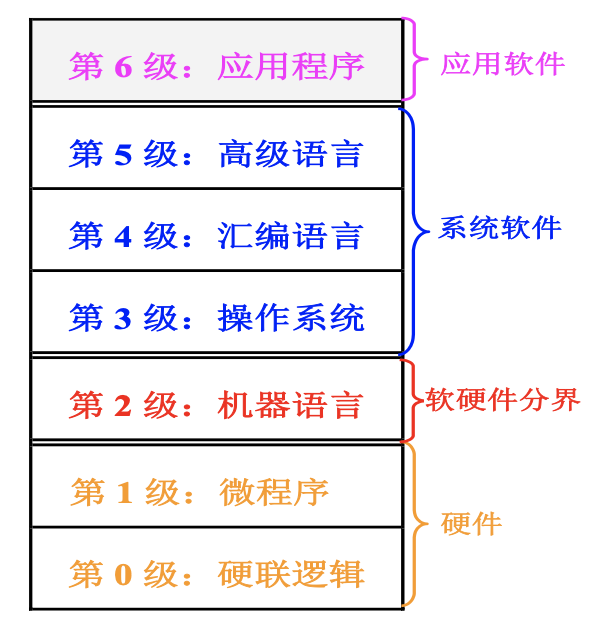 第 6 级：应用程序
应用软件
第 5 级：高级语言
第 4 级：汇编语言
系统软件
第 3 级：操作系统
第 2 级：机器语言
软硬件分界
第 1 级：微程序
硬件
第 0 级：硬联逻辑